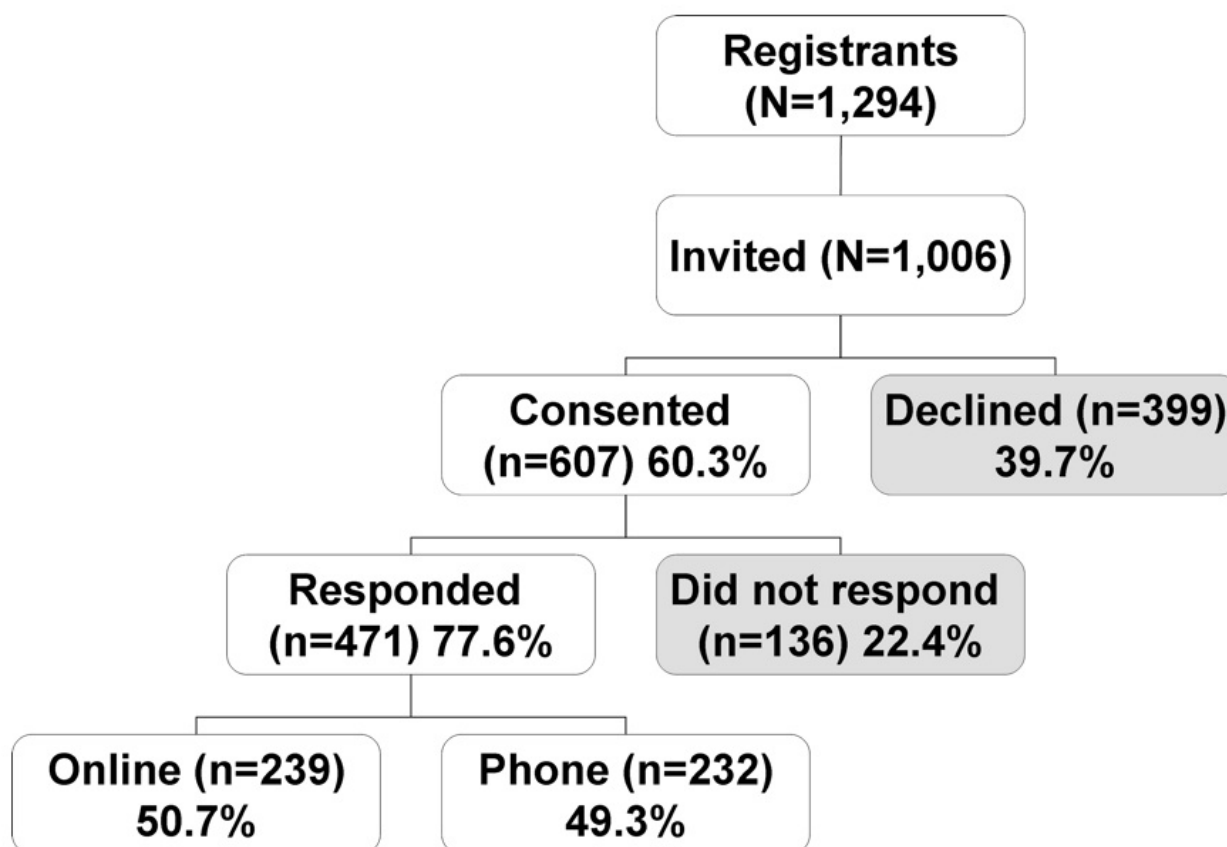 Registrants
(N=1,294)
Invited (N=1,006)
Consented
(n=607) 60.3%
Declined (n=399)
39.7%
Responded
(n=471) 77.6%
Did not respond
(n=136) 22.4%
Online (n=239)
50.7%
Phone (n=232)
49.3%